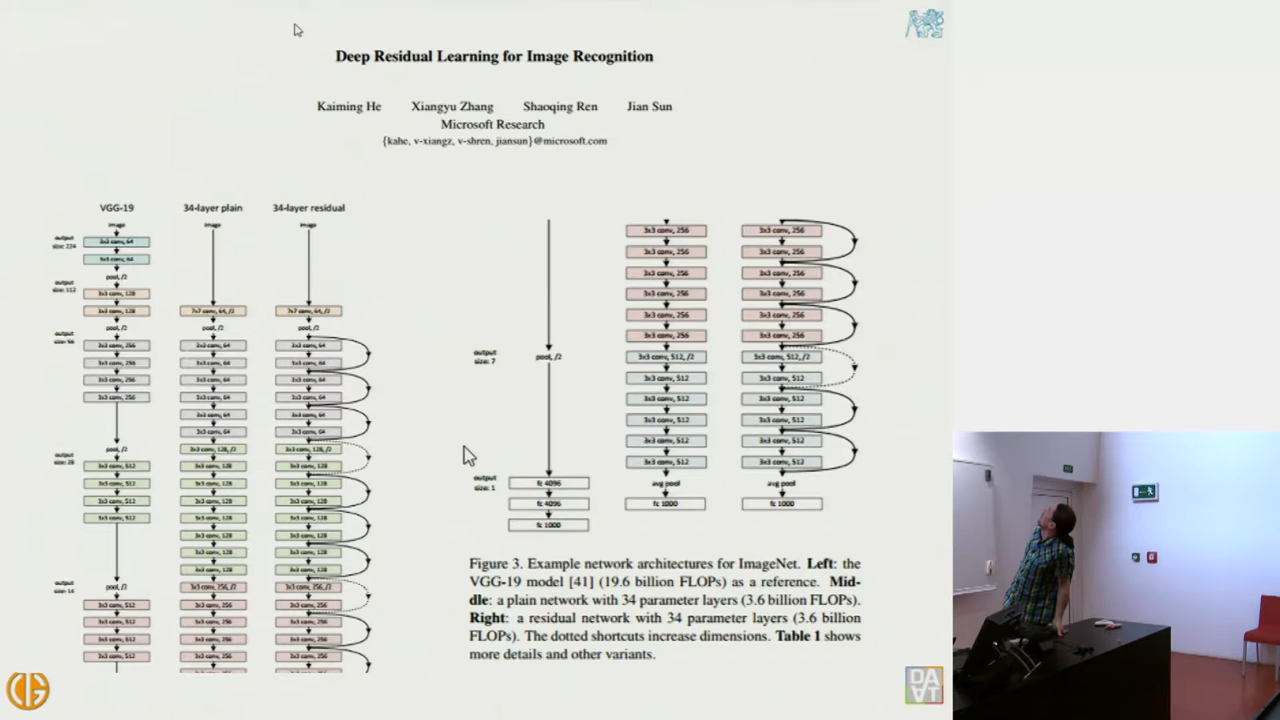 Deep Residual Learning for Image Recognition
Kaiming He Xiangyu Zhang Shaoqing Ren Jian Sun
Microsoft Research
{kahe, v-xiangz, v-shren, jiansun}@microsoft.com
VGG-19
image
output
size: 224
3x3 conv, 64
3x3 conv, 64
pool, /2
output
size: 112
3x3 conv, 128
3x3 conv, 128
pool, /2
output
size: 56
3x3 conv, 256
3x3 conv, 256
3x3 conv, 256
3x3 conv, 256
pool, /2
output
size: 28
3x3 conv, 512
3x3 conv, 512
3x3 conv, 512
3x3 conv, 512
pool, /2
output
size: 14
3x3 conv, 512
3x3 conv, 512
3x3 conv, 512
3x3 conv, 512
34-layer plain
image
7x7 conv, 64, /2
pool, /2
3x3 conv, 64
3x3 conv, 64
3x3 conv, 64
3x3 conv, 64
3x3 conv, 64
3x3 conv, 64
3x3 conv, 128, /2
3x3 conv, 128
3x3 conv, 128
3x3 conv, 128
3x3 conv, 128
3x3 conv, 128
3x3 conv, 128
3x3 conv, 128
3x3 conv, 256, /2
3x3 conv, 256
3x3 conv, 256
3x3 conv, 256
3x3 conv, 256
34-layer residual
image
7x7 conv, 64, /2
pool, /2
3x3 conv, 64
3x3 conv, 64
3x3 conv, 64
3x3 conv, 64
3x3 conv, 64
3x3 conv, 64
3x3 conv, 128, /2
3x3 conv, 128
3x3 conv, 128
3x3 conv, 128
3x3 conv, 128
3x3 conv, 128
3x3 conv, 128
3x3 conv, 128
3x3 conv, 256, /2
3x3 conv, 256
3x3 conv, 256
3x3 conv, 256
3x3 conv, 256
output
size: 7
pool, /2
output
size: 1
fc 4096
fc 4096
fc 1000
3x3 conv, 256
3x3 conv, 256
3x3 conv, 256
3x3 conv, 256
3x3 conv, 256
3x3 conv, 256
3x3 conv, 512, /2
3x3 conv, 512
3x3 conv, 512
3x3 conv, 512
3x3 conv, 512
3x3 conv, 512
avg pool
fc 1000
3x3 conv, 256
3x3 conv, 256
3x3 conv, 256
3x3 conv, 256
3x3 conv, 256
3x3 conv, 256
3x3 conv, 512, /2
3x3 conv, 512
3x3 conv, 512
3x3 conv, 512
3x3 conv, 512
3x3 conv, 512
avg pool
fc 1000
Figure 3. Example network architectures for ImageNet. Left: the
VGG-19 model [41] (19.6 billion FLOPs) as a reference. Mid-
dle: a plain network with 34 parameter layers (3.6 billion FLOPs).
Right: a residual network with 34 parameter layers (3.6 billion
FLOPs). The dotted shortcuts increase dimensions. Table 1 shows
more details and other variants.